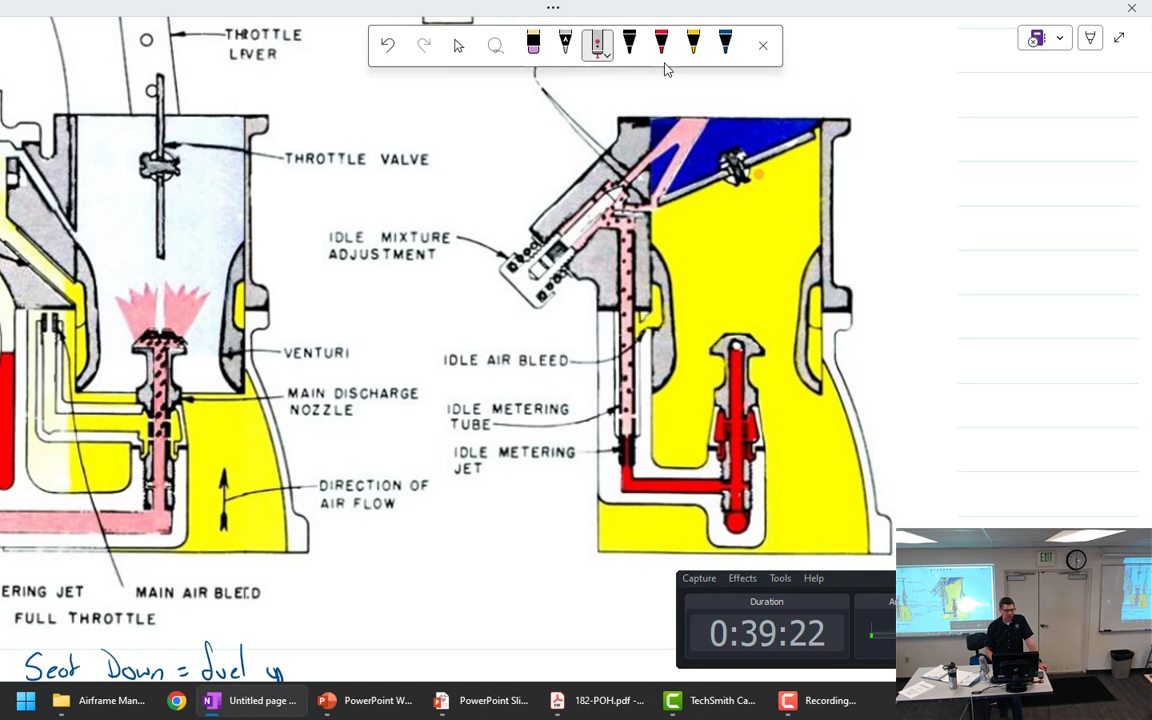 THROTTLE
LEVER
THROTTLE VALVE
IDLE MIXTURE
ADJUSTMENT
IDLE AIR BLEED
VENTURI
MAIN DISCHARGE
NOZZLE
IDLE METERING
TUBE
IDLE METERING
JET
DIRECTION OF
AIR FLOW
ERING JET
MAIN AIR BLEED
FULL THROTTLE
Seat Down = fuel
Capture Effects Tools Help
Duration
0:39:22
EXIT
Airframe Man...
Untitled page ...
PowerPoint W...
PowerPoint Sli...
182-POH.pdf -...
TechSmith Ca...
Recording...